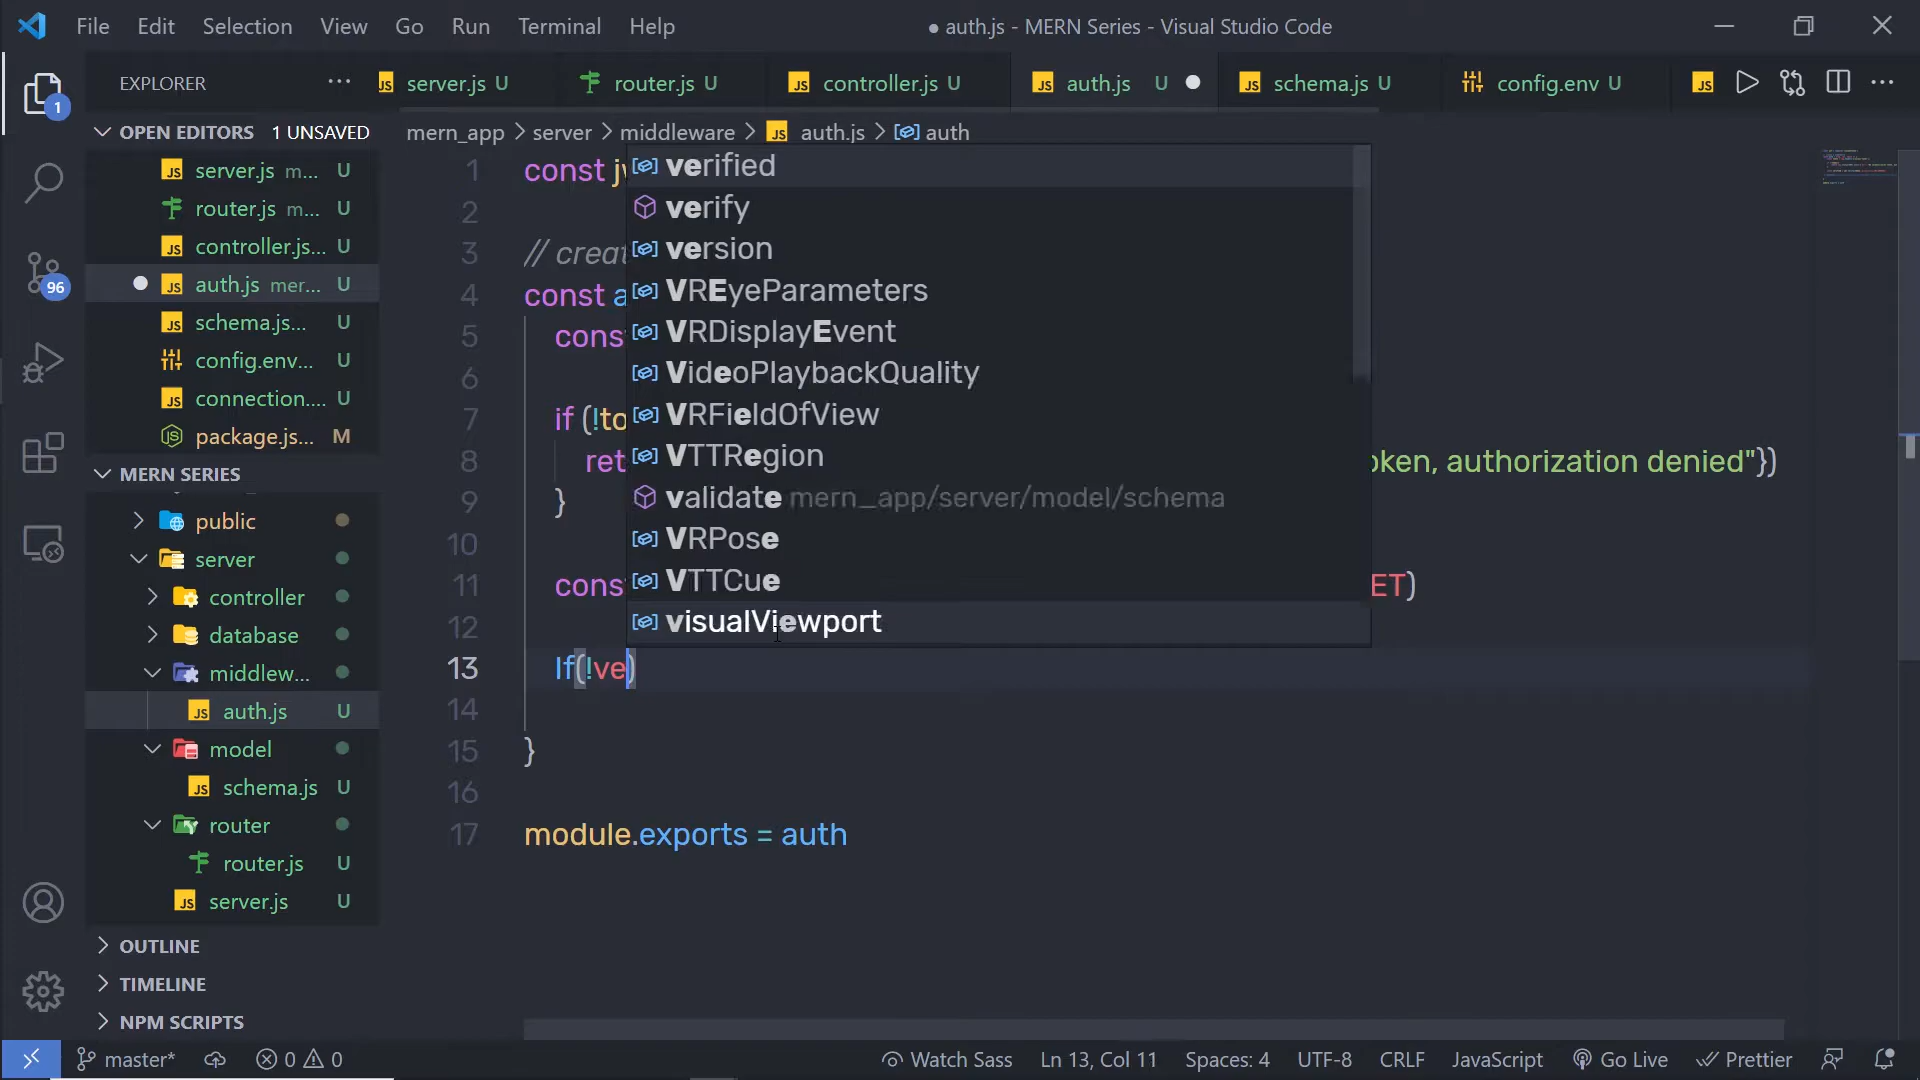 File Edit Selection View Go Run Terminal Help
● auth.js - MERN Series - Visual Studio Code
EXPLORER ···
server.js U router.js U controller.js U auth.js U ● schema.js U config.env U
OPEN EDITORS 1 UNSAVED
mern_app > server > middleware > auth.js > auth
server.js m... U
router.js m... U
controller.js... U
auth.js mer... U
schema.js... U
config.env... U
connection.... U
package.js... M
MERN SERIES
public
server
controller
database
middlew...
auth.js U
model
schema.js U
router
router.js U
server.js U
OUTLINE
TIMELINE
NPM SCRIPTS
1
96
1 const jw
2
3 // creat
4 const a
5 cons
6
7 if (!to
8 ret oken, authorization denied"})
9 }
10
11 cons ET)
12
13 If(!ve)
14
15 }
16
17 module.exports = auth
verified
verify
version
VREyeParameters
VRDisplayEvent
VideoPlaybackQuality
VRFieldOfView
VTTRegion
validate mern_app/server/model/schema
VRPose
VTTCue
visualViewport
master* 0 0 Watch Sass Ln 13, Col 11 Spaces: 4 UTF-8 CRLF JavaScript Go Live Prettier